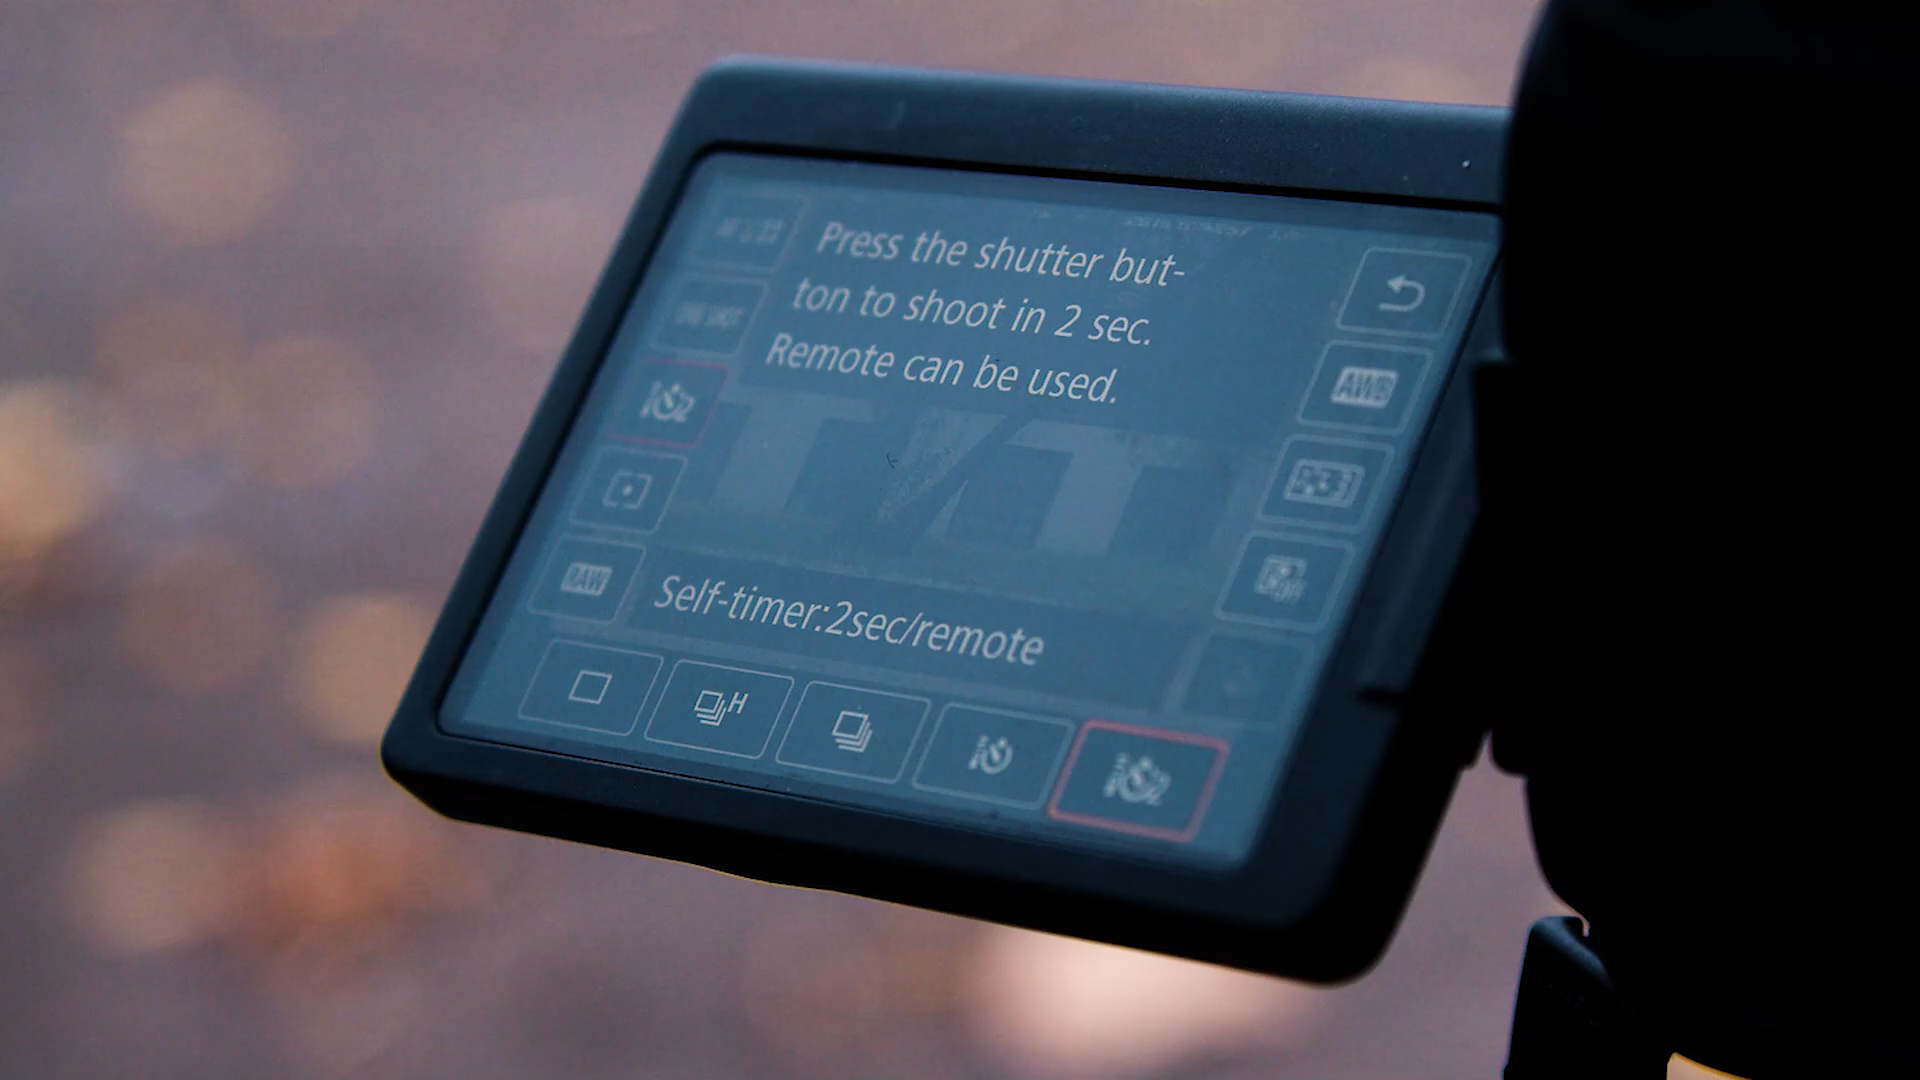 Press the shutter but-
ton to shoot in 2 sec.
Remote can be used.
AWB
RAW
Self-timer:2sec/remote
H
2